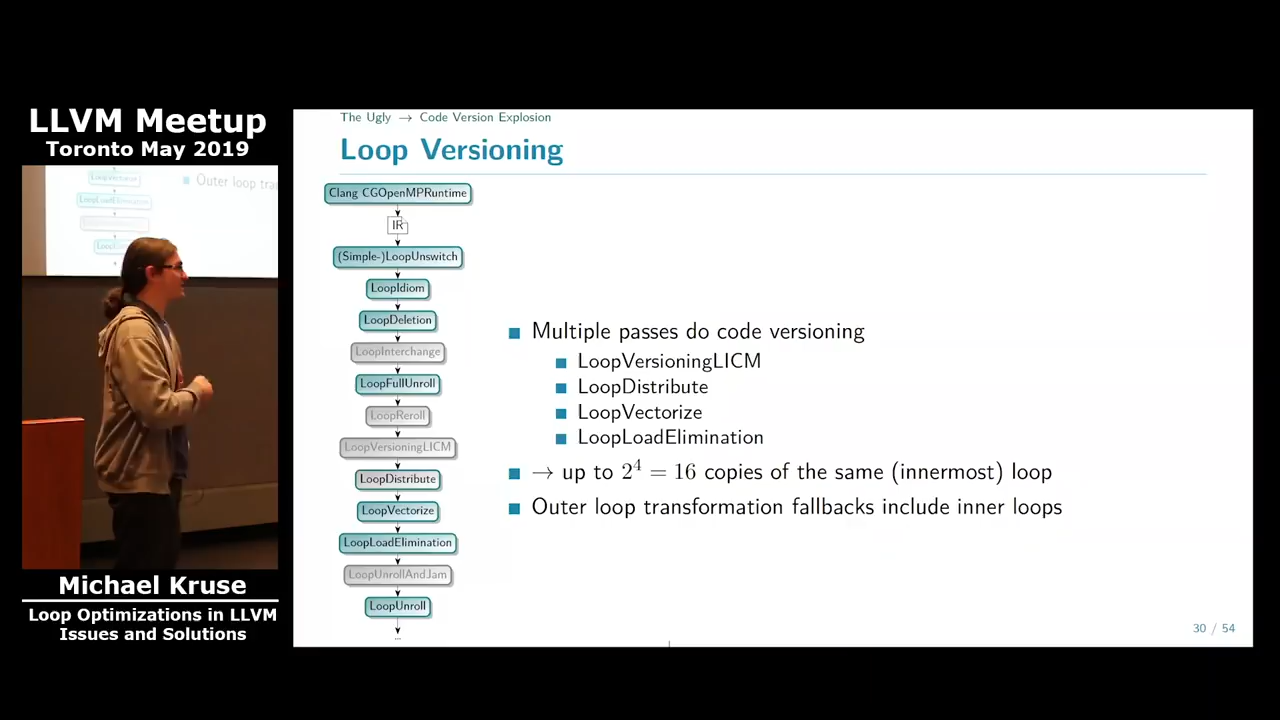 LLVM Meetup
Toronto May 2019
Michael Kruse
Loop Optimizations in LLVM
Issues and Solutions
The Ugly → Code Version Explosion
Loop Versioning
Clang CGOpenMPRuntime
IR
(Simple-)LoopUnswitch
LoopIdiom
LoopDeletion
LoopInterchange
LoopFullUnroll
LoopReroll
LoopVersioningLICM
LoopDistribute
LoopVectorize
LoopLoadElimination
LoopUnrollAndJam
LoopUnroll
...
Multiple passes do code versioning
LoopVersioningLICM
LoopDistribute
LoopVectorize
LoopLoadElimination
→ up to 2⁴ = 16 copies of the same (innermost) loop
Outer loop transformation fallbacks include inner loops
30 / 54